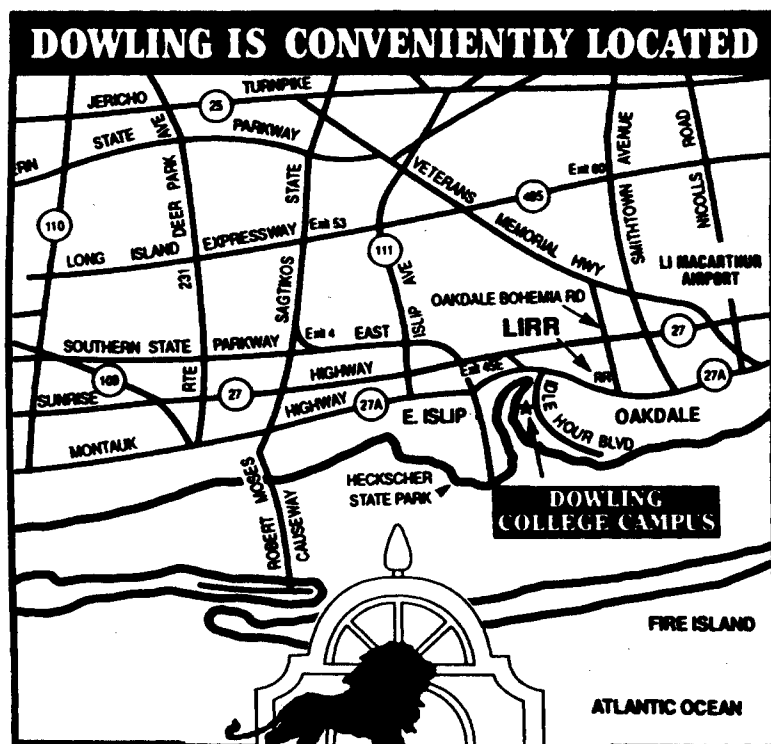 DOWLING IS CONVENIENTLY LOCATED
JERICHO TURNPIKE
25
ERN STATE PARKWAY
VETERANS MEMORIAL HWY
DEER PARK AVE
SAGTIKOS STATE
SMITHTOWN AVENUE
NICOLLS ROAD
Exit 60
495
110
LONG ISLAND EXPRESSWAY
Exit 53
111
ISLIP AVE
231
RTE
LI MACARTHUR
AIRPORT
OAKDALE BOHEMIA RD
LIRR
27
Exit 4
SOUTHERN STATE PARKWAY
EAST
109
SUNRISE HIGHWAY
27
Exit 45E
RR
27A
MONTAUK HIGHWAY
27A
E. ISLIP
IDLE HOUR BLVD
OAKDALE
HECKSCHER
STATE PARK
DOWLING
COLLEGE CAMPUS
ROBERT MOSES
CAUSEWAY
FIRE ISLAND
ATLANTIC OCEAN